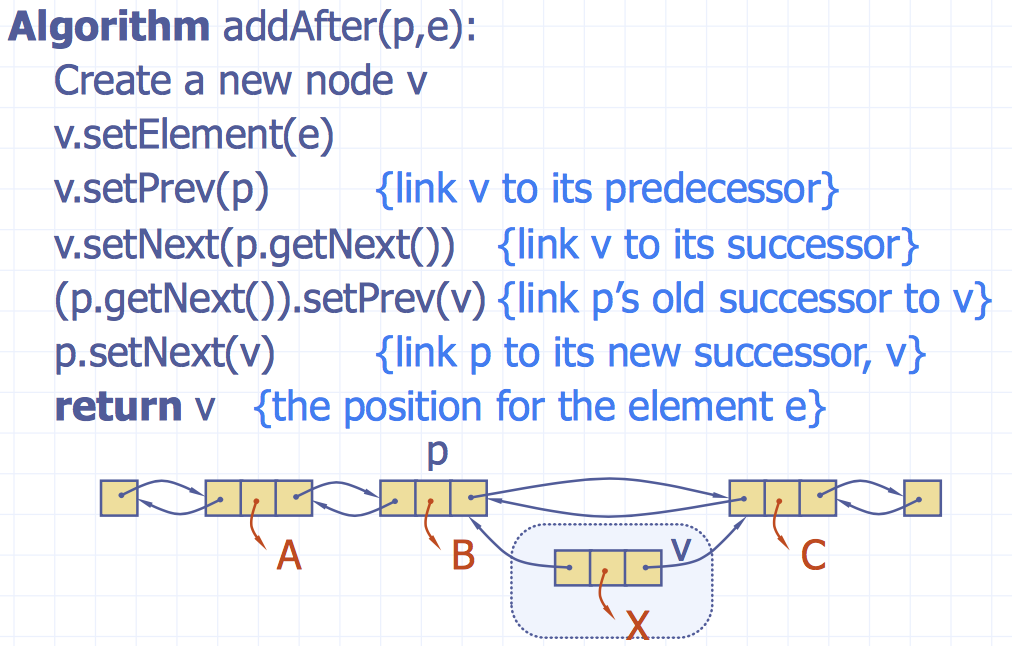 Algorithm addAfter(p,e):
Create a new node v
v.setElement(e)
v.setPrev(p) {link v to its predecessor}
v.setNext(p.getNext()) {link v to its successor}
(p.getNext()).setPrev(v) {link p’s old successor to v}
p.setNext(v) {link p to its new successor, v}
return v {the position for the element e}
p
A B v C
X